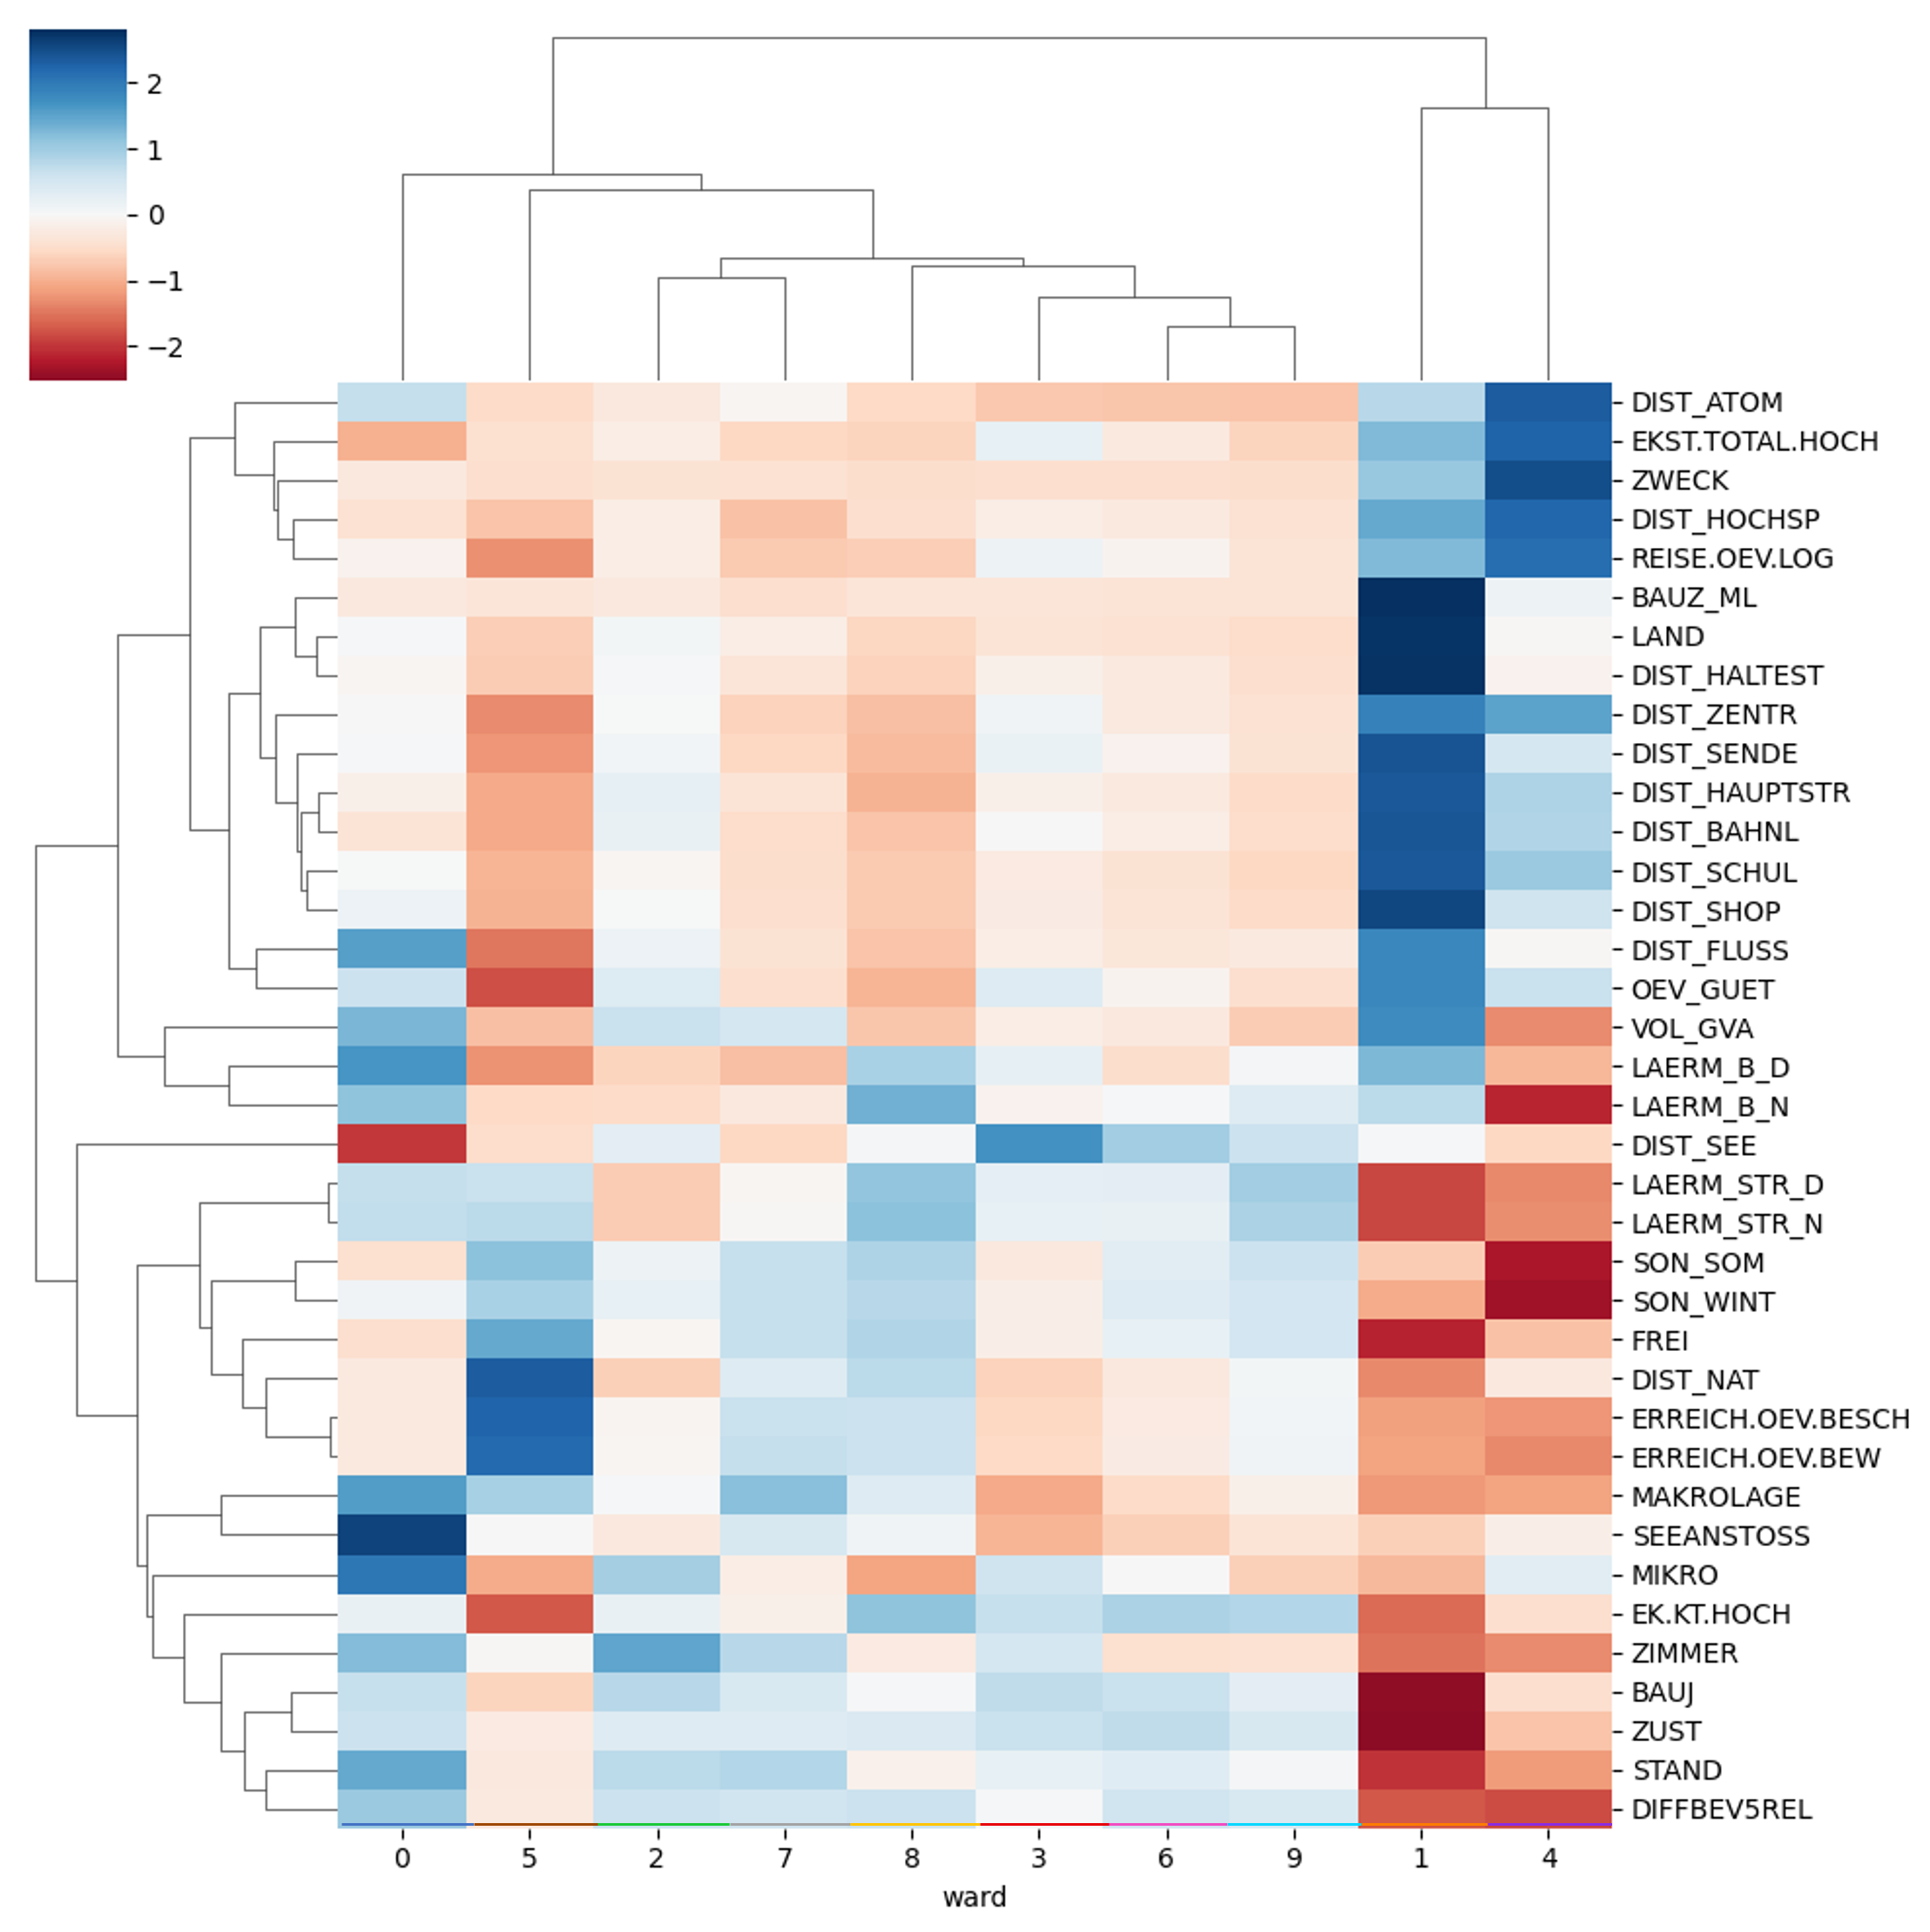 2
1
0
−1
−2
DIST_ATOM
EKST.TOTAL.HOCH
ZWECK
DIST_HOCHSP
REISE.OEV.LOG
BAUZ_ML
LAND
DIST_HALTEST
DIST_ZENTR
DIST_SENDE
DIST_HAUPTSTR
DIST_BAHNL
DIST_SCHUL
DIST_SHOP
DIST_FLUSS
OEV_GUET
VOL_GVA
LAERM_B_D
LAERM_B_N
DIST_SEE
LAERM_STR_D
LAERM_STR_N
SON_SOM
SON_WINT
FREI
DIST_NAT
ERREICH.OEV.BESCH
ERREICH.OEV.BEW
MAKROLAGE
SEEANSTOSS
MIKRO
EK.KT.HOCH
ZIMMER
BAUJ
ZUST
STAND
DIFFBEV5REL
0 5 2 7 8 3 6 9 1 4
ward